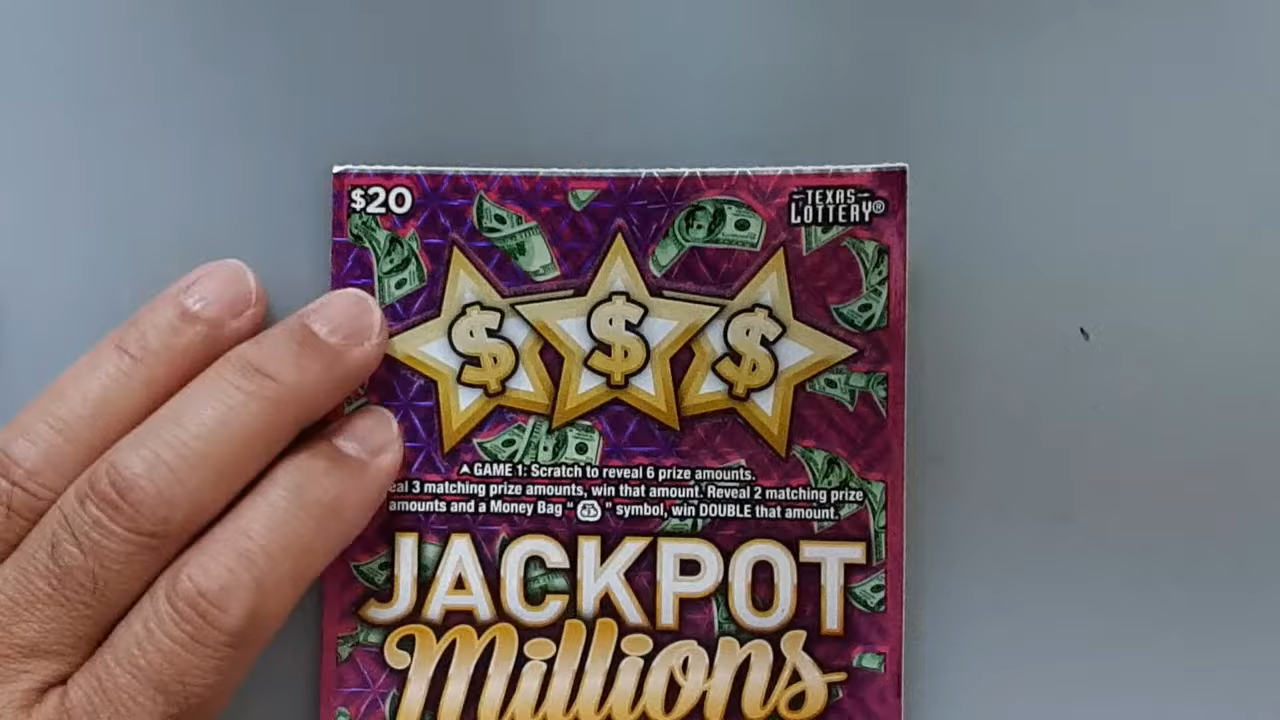 $20
TEXAS
LOTTERY®
$ $ $
GAME 1: Scratch to reveal 6 prize amounts.
3 matching prize amounts, win that amount. Reveal 2 matching prize
amounts and a Money Bag " " symbol, win DOUBLE that amount.
JACKPOT
Millions